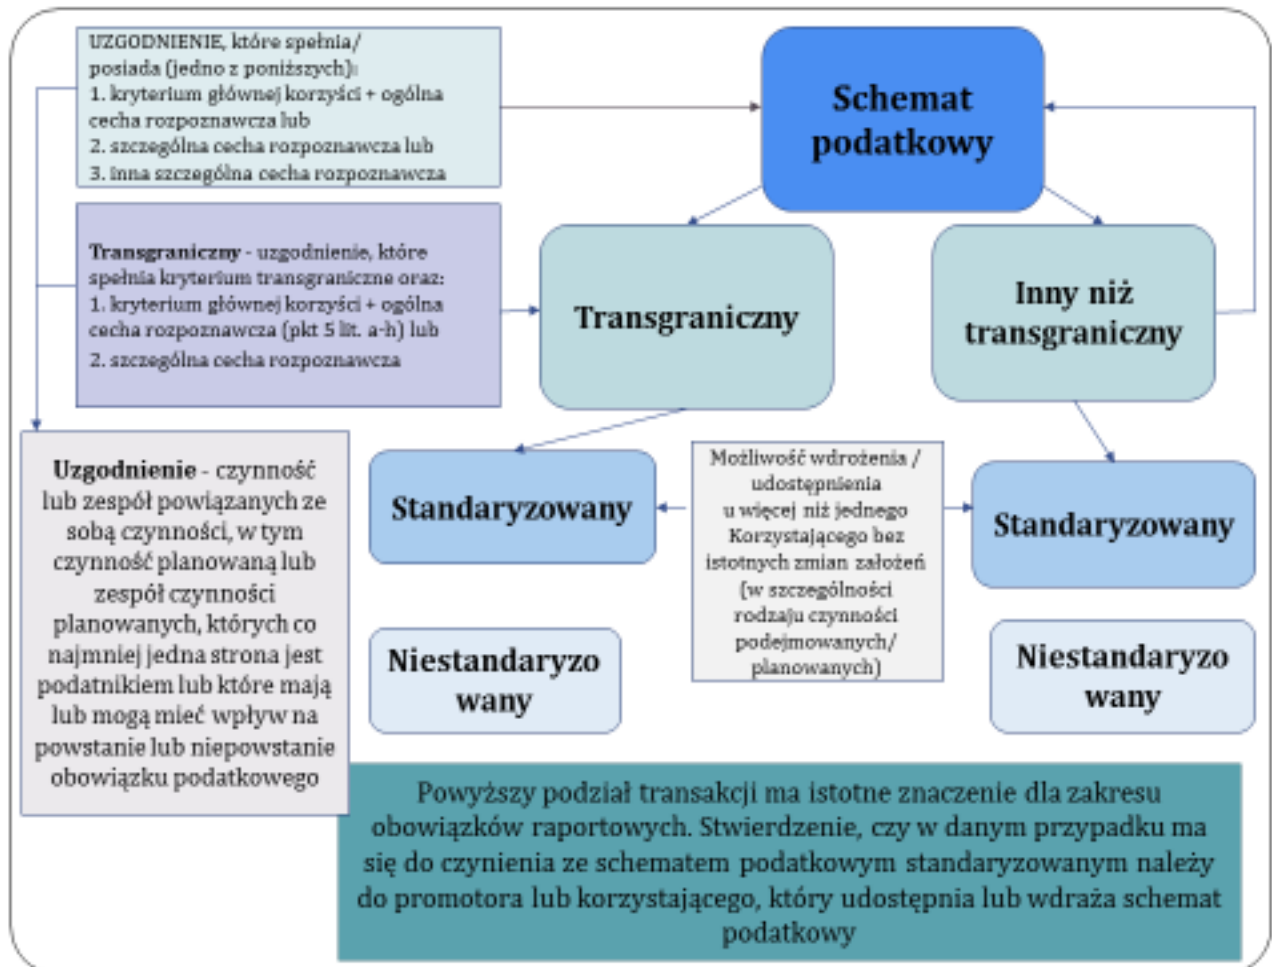 UZGODNIENIE, które spełnia/
posiada (jedno z poniższych):
1. kryterium głównej korzyści + ogólna
cecha rozpoznawcza lub
2. szczególna cecha rozpoznawcza lub
3. inna szczególna cecha rozpoznawcza
Schemat
podatkowy
Transgraniczny - uzgodnienie, które
spełnia kryterium transgraniczne oraz:
1. kryterium głównej korzyści + ogólna
cecha rozpoznawcza (pkt 5 lit. a-h) lub
2. szczególna cecha rozpoznawcza
Transgraniczny
Inny niż
transgraniczny
Uzgodnienie - czynność
lub zespół powiązanych ze
sobą czynności, w tym
czynność planowaną lub
zespół czynności
planowanych, których co
najmniej jedna strona jest
podatnikiem lub które mają
lub mogą mieć wpływ na
powstanie lub niepowstanie
obowiązku podatkowego
Standaryzowany
Możliwość wdrożenia /
udostępnienia
u więcej niż jednego
Korzystającego bez
istotnych zmian założeń
(w szczególności
rodzaju czynności
podejmowanych/
planowanych)
Standaryzowany
Niestandaryzo
wany
Niestandaryzo
wany
Powyższy podział transakcji ma istotne znaczenie dla zakresu
obowiązków raportowych. Stwierdzenie, czy w danym przypadku ma
się do czynienia ze schematem podatkowym standaryzowanym należy
do promotora lub korzystającego, który udostępnia lub wdraża schemat
podatkowy